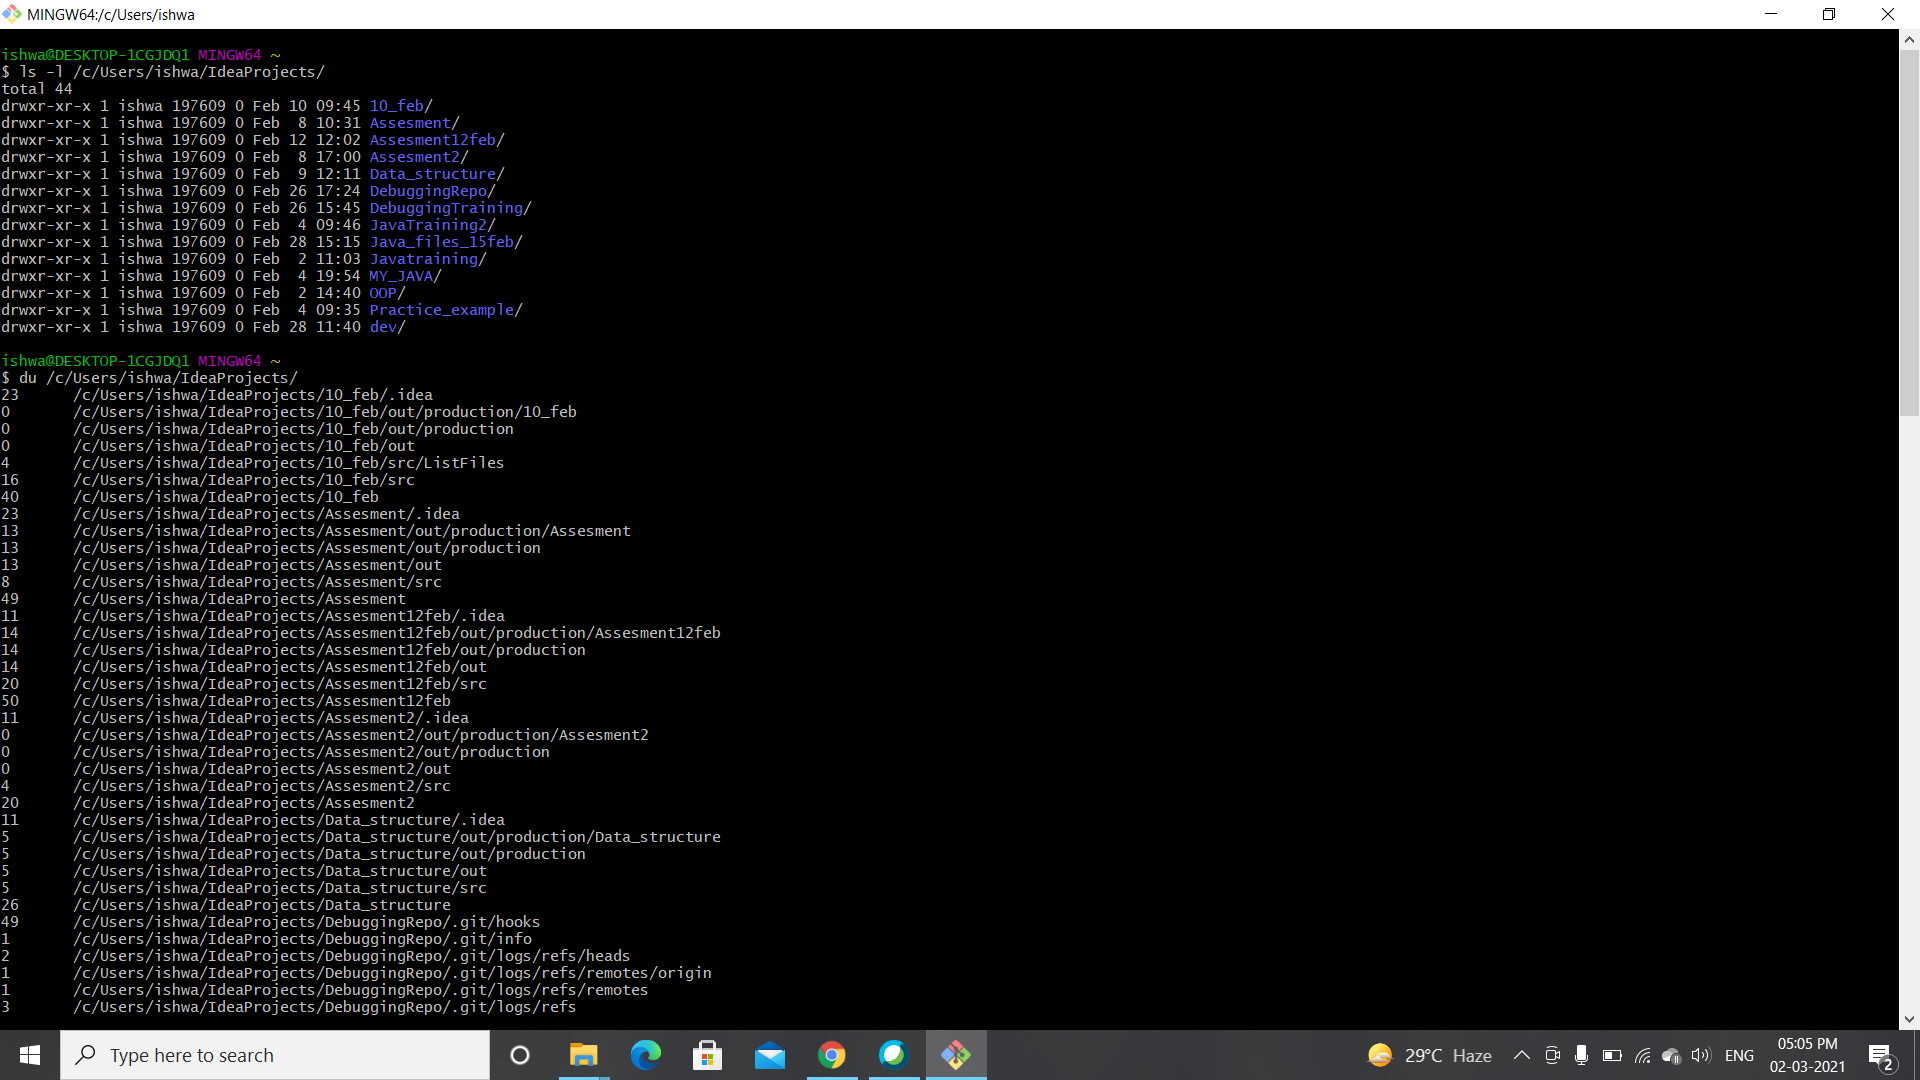 MINGW64:/c/Users/ishwa
ishwa@DESKTOP-1CGJDQ1 MINGW64 ~
$ ls -l /c/Users/ishwa/IdeaProjects/
total 44
drwxr-xr-x 1 ishwa 197609 0 Feb 10 09:45 10_feb/
drwxr-xr-x 1 ishwa 197609 0 Feb  8 10:31 Assesment/
drwxr-xr-x 1 ishwa 197609 0 Feb 12 12:02 Assesment12feb/
drwxr-xr-x 1 ishwa 197609 0 Feb  8 17:00 Assesment2/
drwxr-xr-x 1 ishwa 197609 0 Feb  9 12:11 Data_structure/
drwxr-xr-x 1 ishwa 197609 0 Feb 26 17:24 DebuggingRepo/
drwxr-xr-x 1 ishwa 197609 0 Feb 26 15:45 DebuggingTraining/
drwxr-xr-x 1 ishwa 197609 0 Feb  4 09:46 JavaTraining2/
drwxr-xr-x 1 ishwa 197609 0 Feb 28 15:15 Java_files_15feb/
drwxr-xr-x 1 ishwa 197609 0 Feb  2 11:03 Javatraining/
drwxr-xr-x 1 ishwa 197609 0 Feb  4 19:54 MY_JAVA/
drwxr-xr-x 1 ishwa 197609 0 Feb  2 14:40 OOP/
drwxr-xr-x 1 ishwa 197609 0 Feb  4 09:35 Practice_example/
drwxr-xr-x 1 ishwa 197609 0 Feb 28 11:40 dev/
ishwa@DESKTOP-1CGJDQ1 MINGW64 ~
$ du /c/Users/ishwa/IdeaProjects/
23      /c/Users/ishwa/IdeaProjects/10_feb/.idea
0       /c/Users/ishwa/IdeaProjects/10_feb/out/production/10_feb
0       /c/Users/ishwa/IdeaProjects/10_feb/out/production
0       /c/Users/ishwa/IdeaProjects/10_feb/out
4       /c/Users/ishwa/IdeaProjects/10_feb/src/ListFiles
16      /c/Users/ishwa/IdeaProjects/10_feb/src
40      /c/Users/ishwa/IdeaProjects/10_feb
23      /c/Users/ishwa/IdeaProjects/Assesment/.idea
13      /c/Users/ishwa/IdeaProjects/Assesment/out/production/Assesment
13      /c/Users/ishwa/IdeaProjects/Assesment/out/production
13      /c/Users/ishwa/IdeaProjects/Assesment/out
8       /c/Users/ishwa/IdeaProjects/Assesment/src
49      /c/Users/ishwa/IdeaProjects/Assesment
11      /c/Users/ishwa/IdeaProjects/Assesment12feb/.idea
14      /c/Users/ishwa/IdeaProjects/Assesment12feb/out/production/Assesment12feb
14      /c/Users/ishwa/IdeaProjects/Assesment12feb/out/production
14      /c/Users/ishwa/IdeaProjects/Assesment12feb/out
20      /c/Users/ishwa/IdeaProjects/Assesment12feb/src
50      /c/Users/ishwa/IdeaProjects/Assesment12feb
11      /c/Users/ishwa/IdeaProjects/Assesment2/.idea
0       /c/Users/ishwa/IdeaProjects/Assesment2/out/production/Assesment2
0       /c/Users/ishwa/IdeaProjects/Assesment2/out/production
0       /c/Users/ishwa/IdeaProjects/Assesment2/out
4       /c/Users/ishwa/IdeaProjects/Assesment2/src
20      /c/Users/ishwa/IdeaProjects/Assesment2
11      /c/Users/ishwa/IdeaProjects/Data_structure/.idea
5       /c/Users/ishwa/IdeaProjects/Data_structure/out/production/Data_structure
5       /c/Users/ishwa/IdeaProjects/Data_structure/out/production
5       /c/Users/ishwa/IdeaProjects/Data_structure/out
5       /c/Users/ishwa/IdeaProjects/Data_structure/src
26      /c/Users/ishwa/IdeaProjects/Data_structure
49      /c/Users/ishwa/IdeaProjects/DebuggingRepo/.git/hooks
1       /c/Users/ishwa/IdeaProjects/DebuggingRepo/.git/info
2       /c/Users/ishwa/IdeaProjects/DebuggingRepo/.git/logs/refs/heads
1       /c/Users/ishwa/IdeaProjects/DebuggingRepo/.git/logs/refs/remotes/origin
1       /c/Users/ishwa/IdeaProjects/DebuggingRepo/.git/logs/refs/remotes
3       /c/Users/ishwa/IdeaProjects/DebuggingRepo/.git/logs/refs
Type here to search
29°C Haze
ENG
05:05 PM
02-03-2021
2